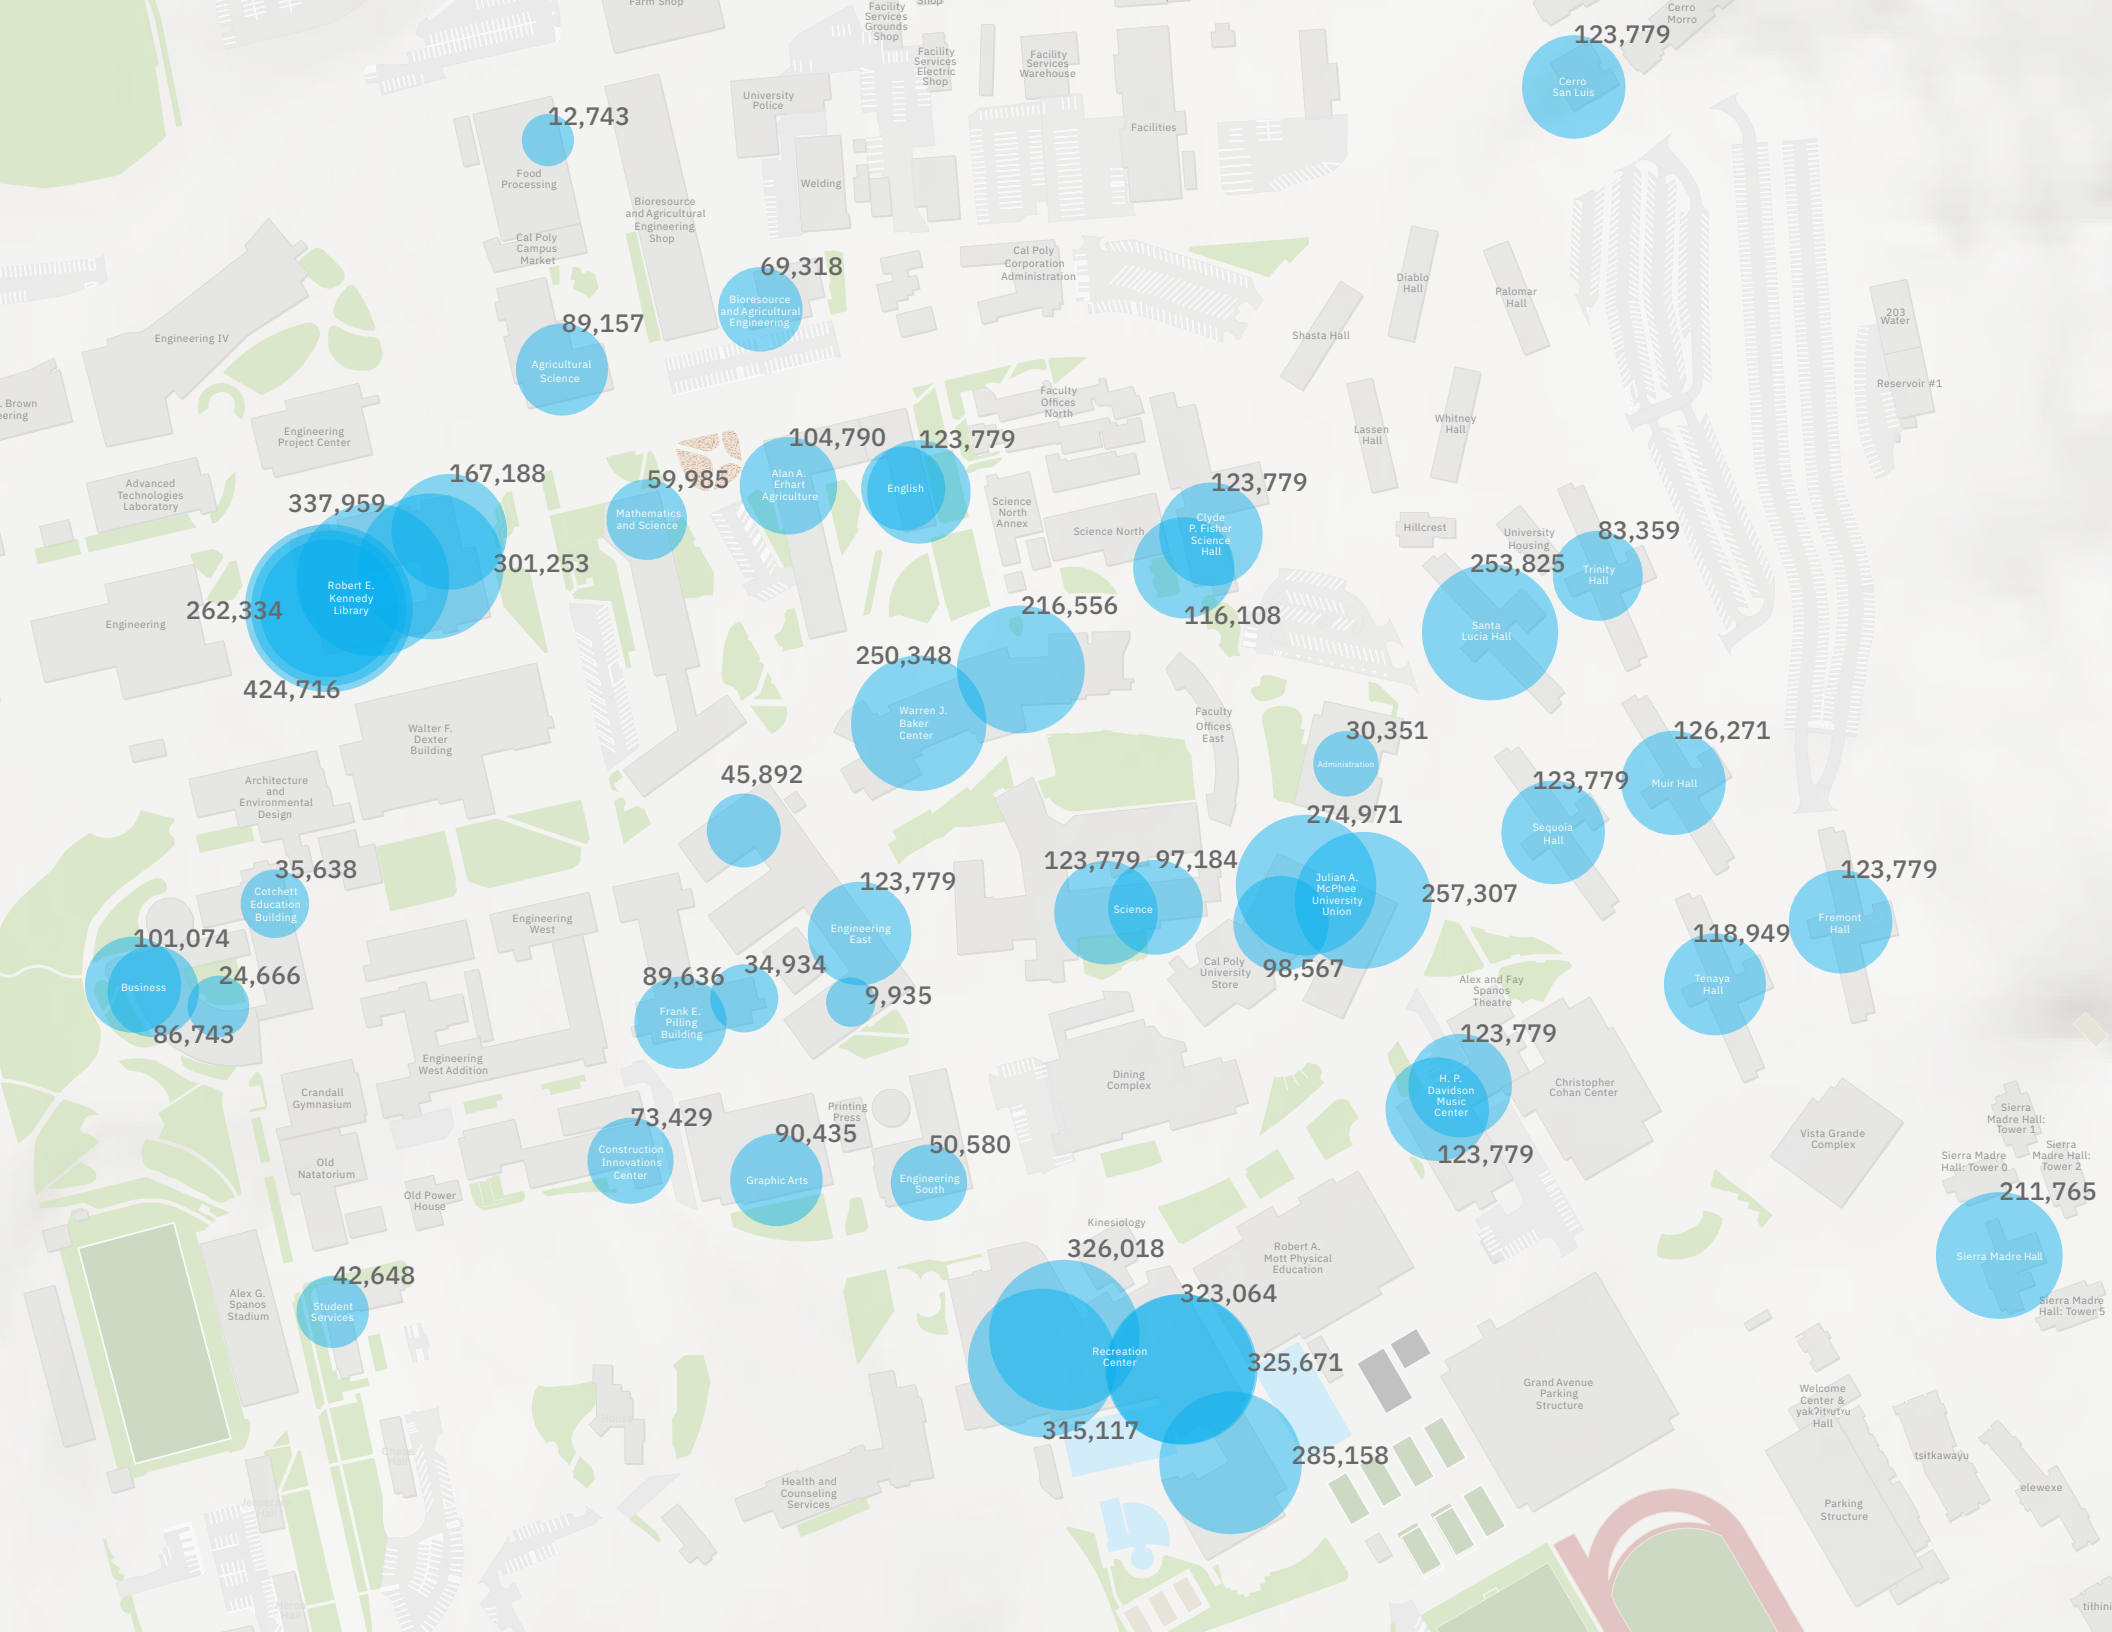 Farm Shop
Facility
Services
Grounds
Shop
Shop
Cerro
Morro
123,779
Facility
Services
Electric
Shop
Facility
Services
Warehouse
Cerro
San Luis
University
Police
12,743
Facilities
Food
Processing
Welding
Bioresource
and Agricultural
Engineering
Shop
Cal Poly
Campus
Market
Cal Poly
Corporation
Administration
69,318
Diablo
Hall
Palomar
Hall
Bioresource
and Agricultural
Engineering
89,157
203
Water
Engineering IV
Shasta Hall
Agricultural
Science
Reservoir #1
Brown
Faculty
Offices
North
Engineering
Project Center
104,790
123,779
Lassen
Hall
Whitney
Hall
167,188
59,985
Alan A.
Erhart
Agriculture
English
123,779
Advanced
Technologies
Laboratory
337,959
Mathematics
and Science
Science
North
Annex
Science North
Clyde
P. Fisher
Science
Hall
Hillcrest
University
Housing
83,359
253,825
301,253
Trinity
Hall
Robert E.
Kennedy
Library
262,334
216,556
116,108
Engineering
Santa
Lucia Hall
424,716
250,348
Warren J.
Baker
Center
Faculty
Offices
East
Walter F.
Dexter
Building
30,351
126,271
Administration
45,892
123,779
Muir Hall
Architecture
and
Environmental
Design
274,971
Sequoia
Hall
35,638
123,779
123,779
97,184
123,779
Cotchett
Education
Building
Julian A.
McPhee
University
Union
257,307
Science
Engineering
West
Engineering
East
Fremont
Hall
101,074
118,949
24,666
89,636
34,934
Cal Poly
University
Store
98,567
Alex and Fay
Spanos
Theatre
Tenaya
Hall
Business
9,935
86,743
Frank E.
Pilling
Building
123,779
Engineering
West Addition
Dining
Complex
H. P.
Davidson
Music
Center
Christopher
Cohan Center
Crandall
Gymnasium
73,429
Printing
Press
90,435
50,580
123,779
Vista Grande
Complex
Sierra
Madre Hall:
Tower 1
Sierra
Madre Hall:
Tower 2
Sierra Madre
Hall: Tower 0
Old
Natatorium
Construction
Innovations
Center
Graphic Arts
Engineering
South
211,765
Old Power
House
Kinesiology
326,018
Robert A.
Mott Physical
Education
Sierra Madre Hall
42,648
323,064
Alex G.
Spanos
Stadium
Student
Services
Sierra Madre
Hall: Tower 5
Recreation
Center
325,671
Grand Avenue
Parking
Structure
Welcome
Center &
yakʔitʸutʸu
Hall
315,117
285,158
House
Chase
Hall
tsitkawayu
Health and
Counseling
Services
elewexe
Jespersen
Hall
Parking
Structure
Heron
Hall
tiłhini